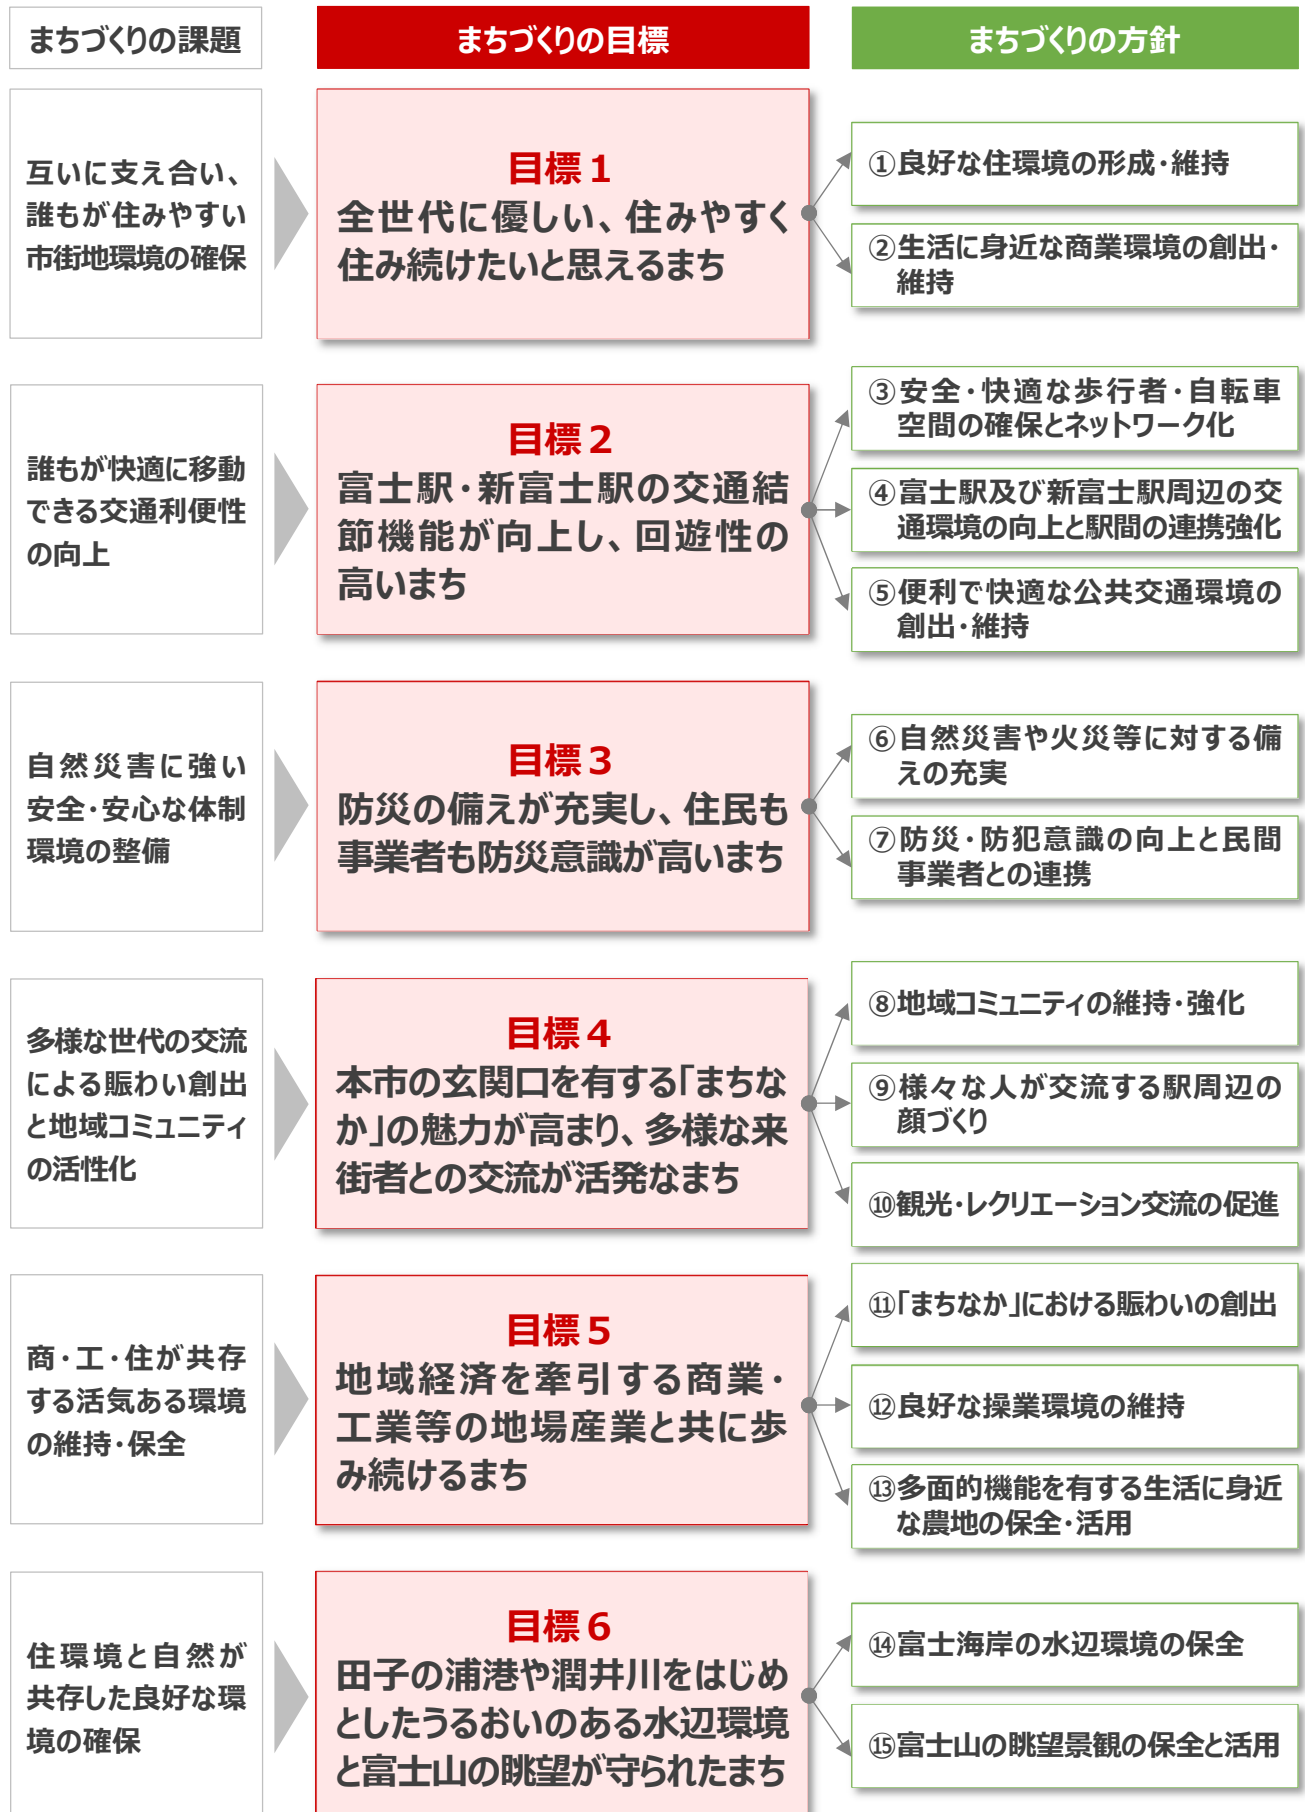 まちづくりの課題
まちづくりの目標
まちづくりの方針
互いに支え合い、
誰もが住みやすい
市街地環境の確保
目標1
全世代に優しい、住みやすく
住み続けたいと思えるまち
①良好な住環境の形成・維持
②生活に身近な商業環境の創出・
維持
誰もが快適に移動
できる交通利便性
の向上
目標2
富士駅・新富士駅の交通結
節機能が向上し、回遊性の
高いまち
③安全・快適な歩行者・自転車
空間の確保とネットワーク化
④富士駅及び新富士駅周辺の交
通環境の向上と駅間の連携強化
⑤便利で快適な公共交通環境の
創出・維持
自然災害に強い
安全・安心な体制
環境の整備
目標3
防災の備えが充実し、住民も
事業者も防災意識が高いまち
⑥自然災害や火災等に対する備
えの充実
⑦防災・防犯意識の向上と民間
事業者との連携
多様な世代の交流
による賑わい創出
と地域コミュニティ
の活性化
目標4
本市の玄関口を有する「まちな
か」の魅力が高まり、多様な来
街者との交流が活発なまち
⑧地域コミュニティの維持・強化
⑨様々な人が交流する駅周辺の
顔づくり
⑩観光・レクリエーション交流の促進
商・工・住が共存
する活気ある環境
の維持・保全
目標5
地域経済を牽引する商業・
工業等の地場産業と共に歩
み続けるまち
⑪「まちなか」における賑わいの創出
⑫良好な操業環境の維持
⑬多面的機能を有する生活に身近
な農地の保全・活用
住環境と自然が
共存した良好な環
境の確保
目標6
田子の浦港や潤井川をはじめ
としたうるおいのある水辺環境
と富士山の眺望が守られたまち
⑭富士海岸の水辺環境の保全
⑮富士山の眺望景観の保全と活用